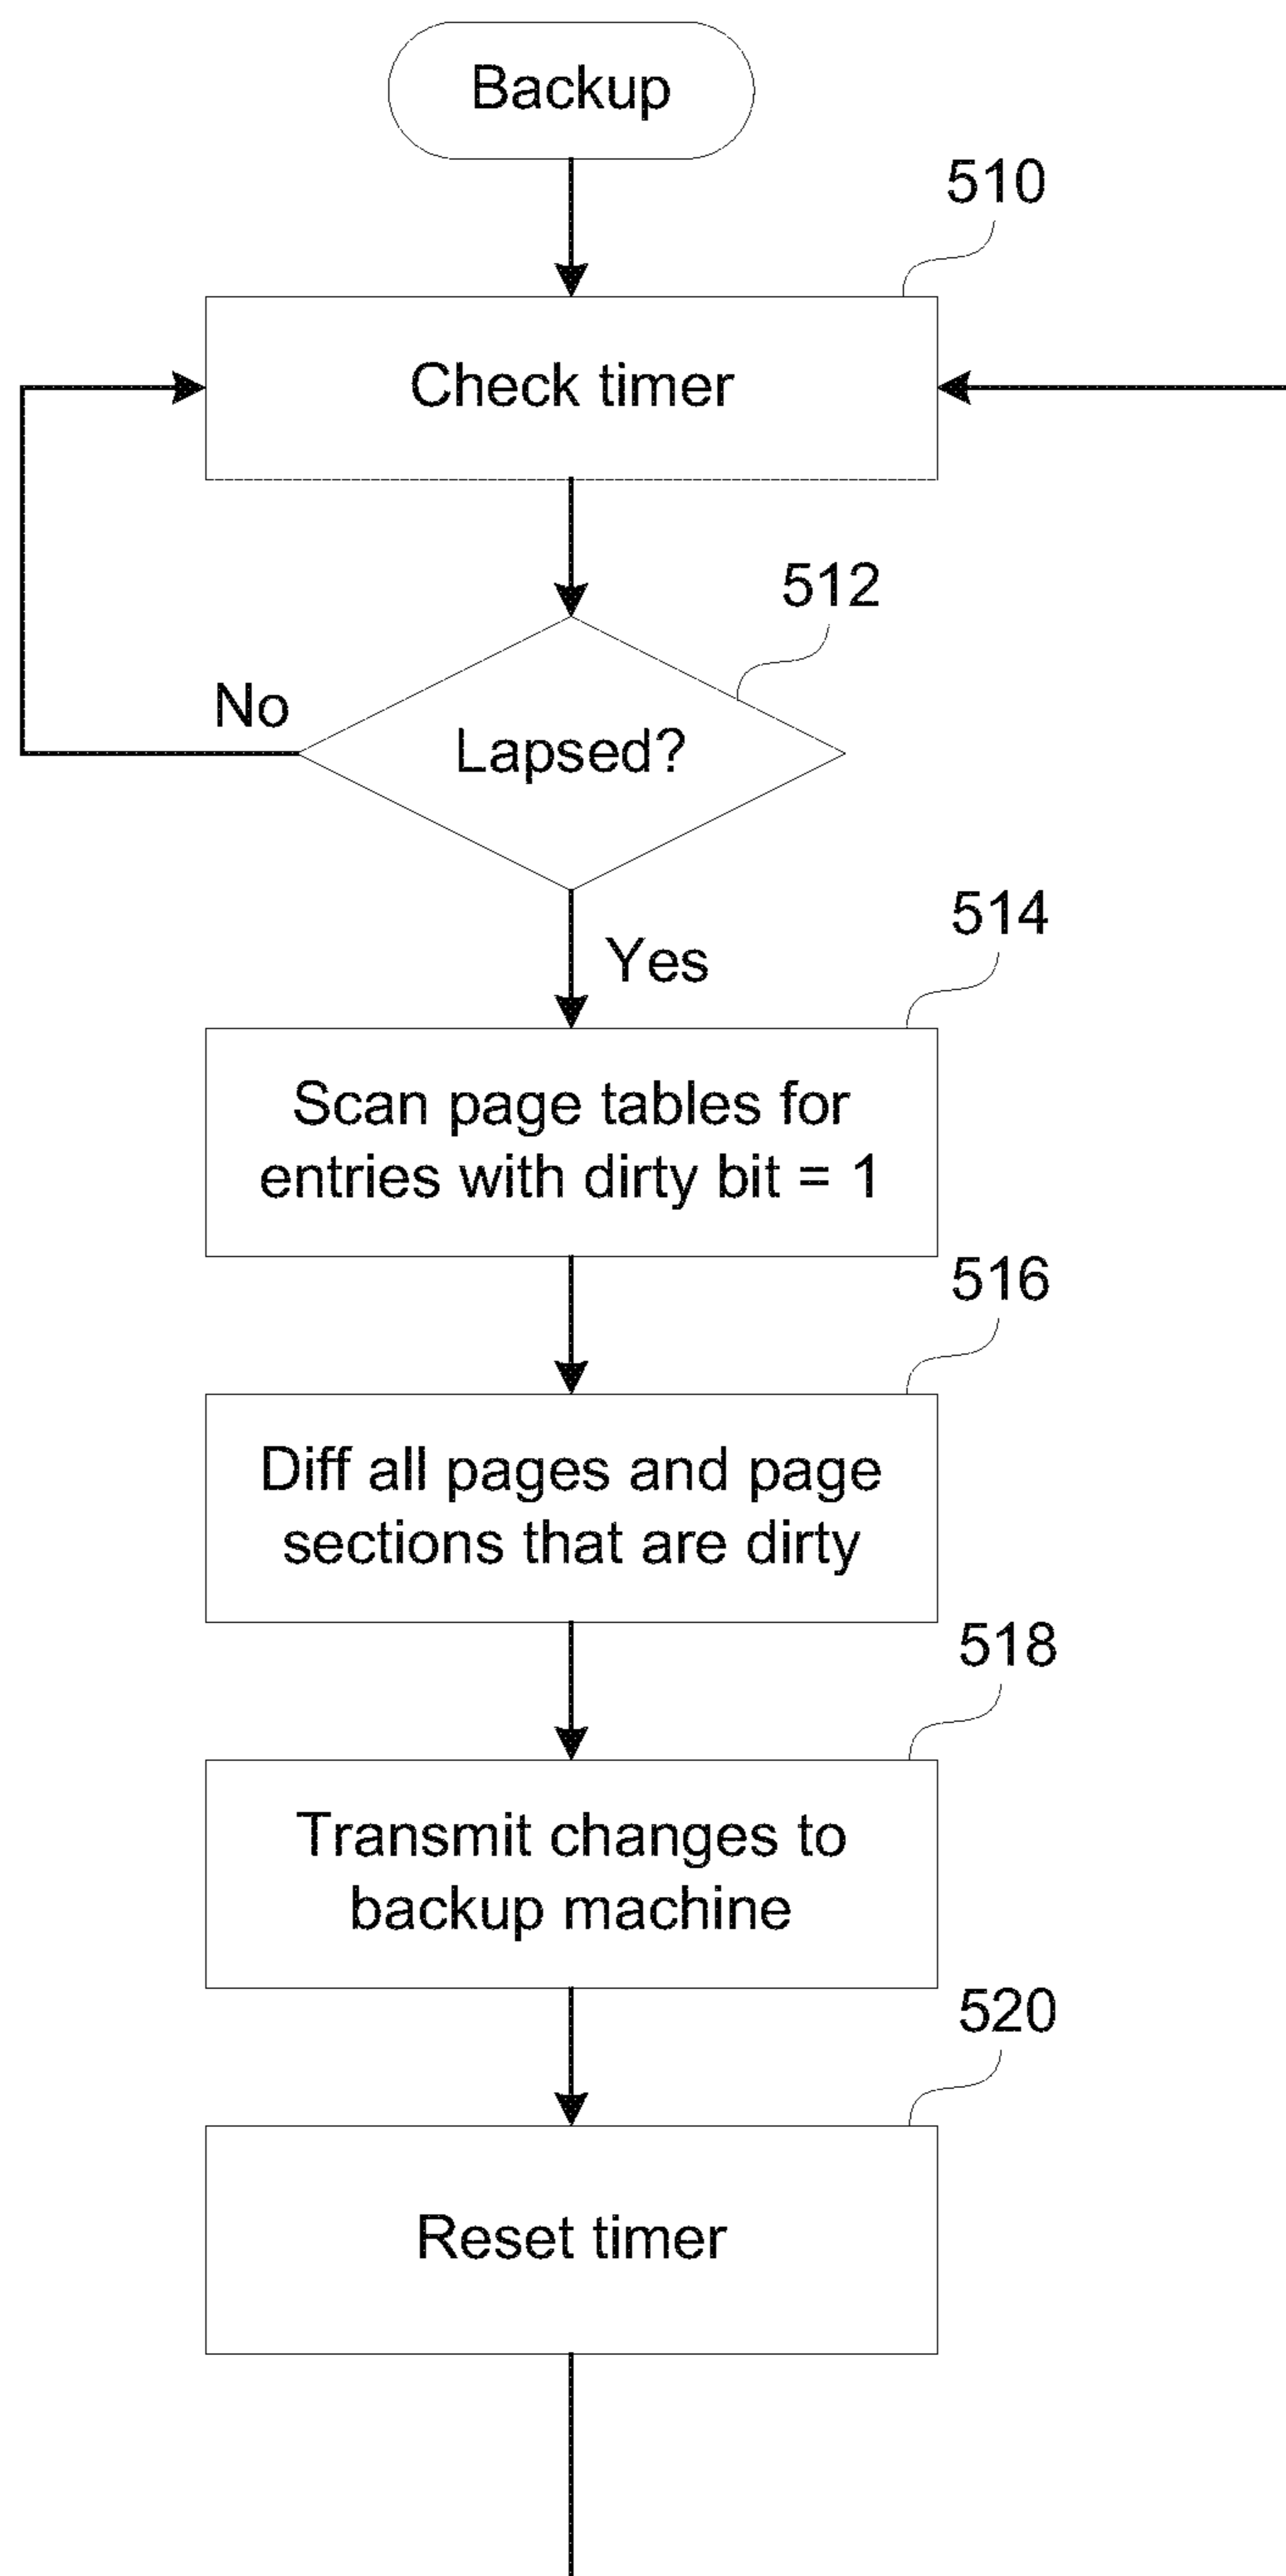 Backup
510
Check timer
512
Lapsed?
No
Yes
514
Scan page tables for
entries with dirty bit = 1
516
Diff all pages and page
sections that are dirty
518
Transmit changes to
backup machine
520
Reset timer